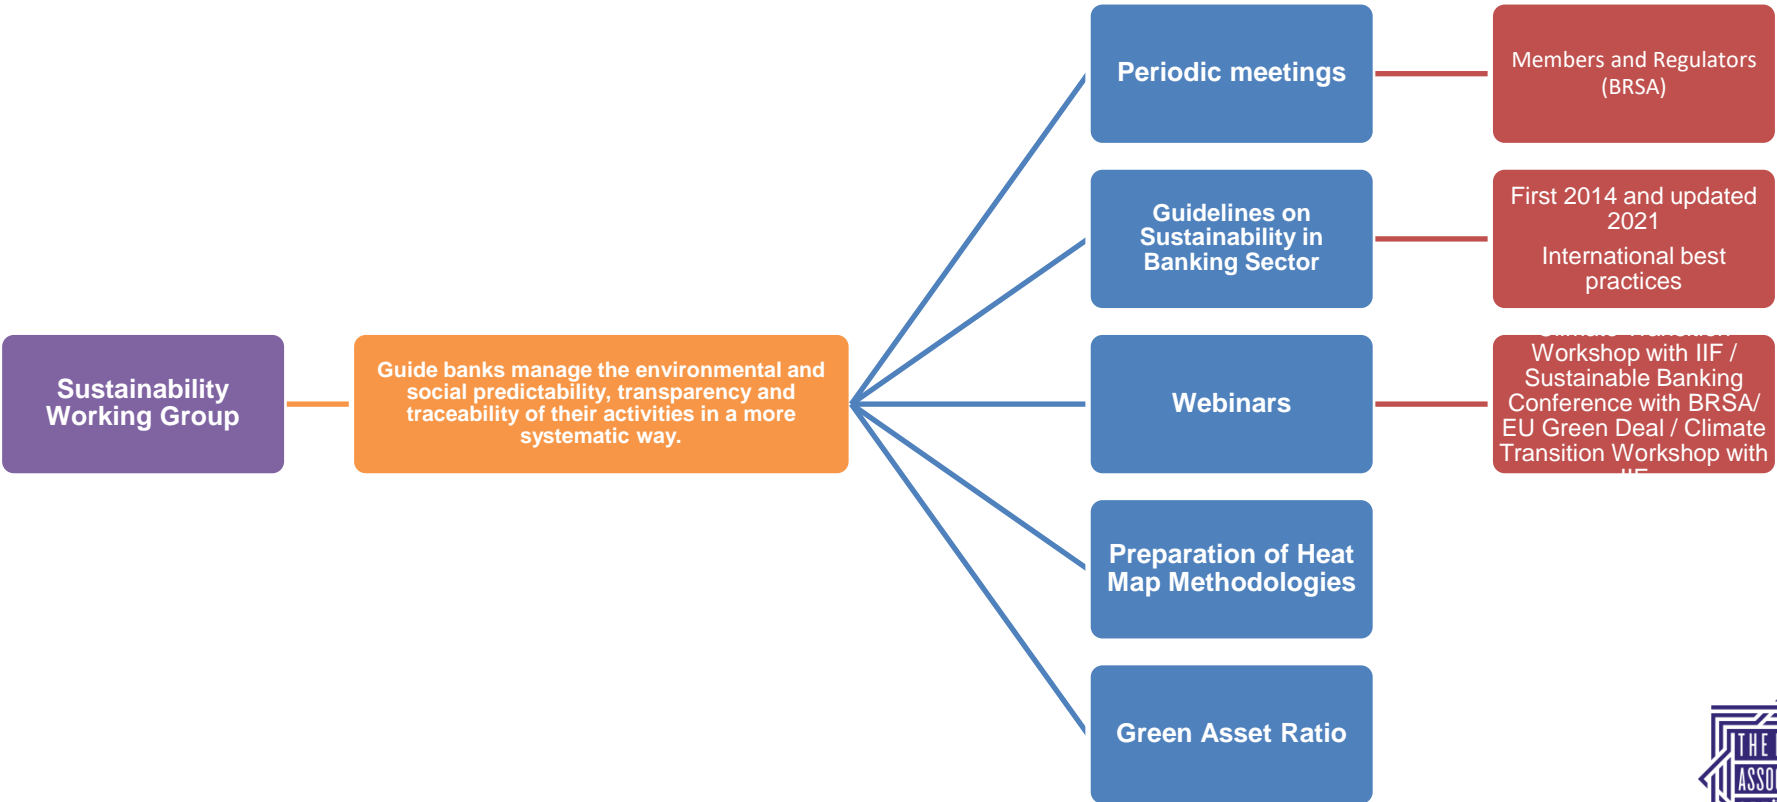 Periodic meetings
Members and Regulators
(BRSA)
Guidelines on
Sustainability in
Banking Sector
First 2014 and updated
2021
International best
practices
Sustainability
Working Group
Guide banks manage the environmental and
social predictability, transparency and
traceability of their activities in a more
systematic way.
Webinars
Climate Transition
Workshop with IIF /
Sustainable Banking
Conference with BRSA/
EU Green Deal / Climate
Transition Workshop with
IIF
Preparation of Heat
Map Methodologies
Green Asset Ratio
THE